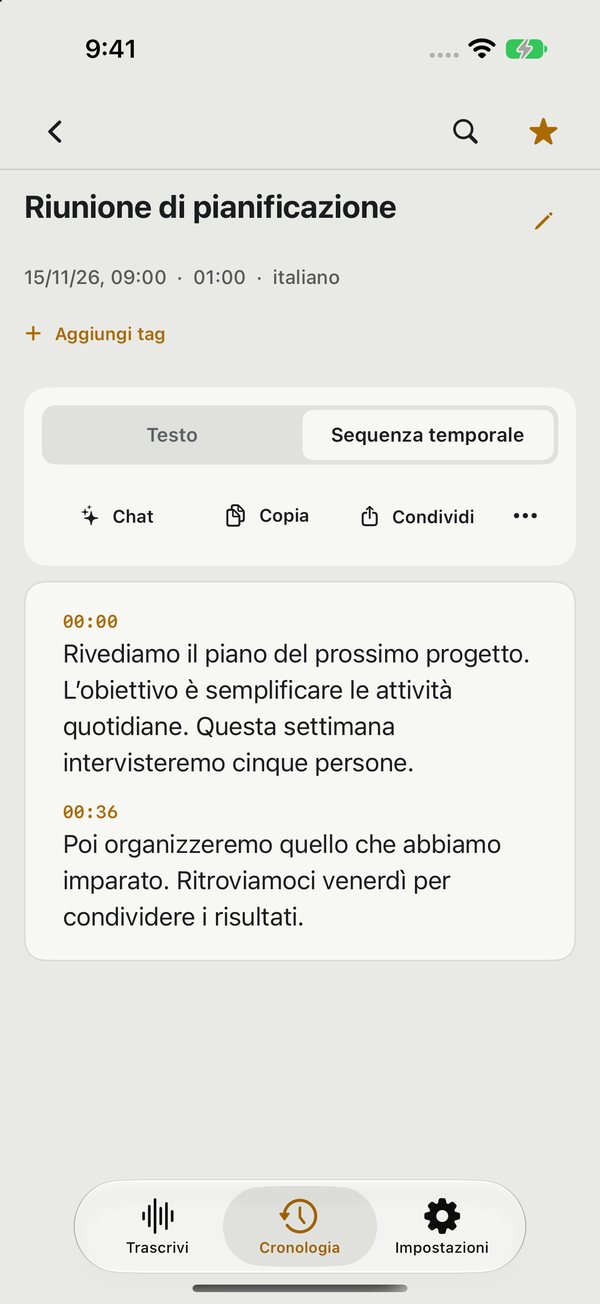 9:41
Riunione di pianificazione
15/11/26, 09:00 · 01:00 · italiano
+ Aggiungi tag
Testo
Sequenza temporale
Chat
Copia
Condividi
00:00
Rivediamo il piano del prossimo progetto.
L’obiettivo è semplificare le attività
quotidiane. Questa settimana
intervisteremo cinque persone.
00:36
Poi organizzeremo quello che abbiamo
imparato. Ritroviamoci venerdì per
condividere i risultati.
Trascrivi
Cronologia
Impostazioni